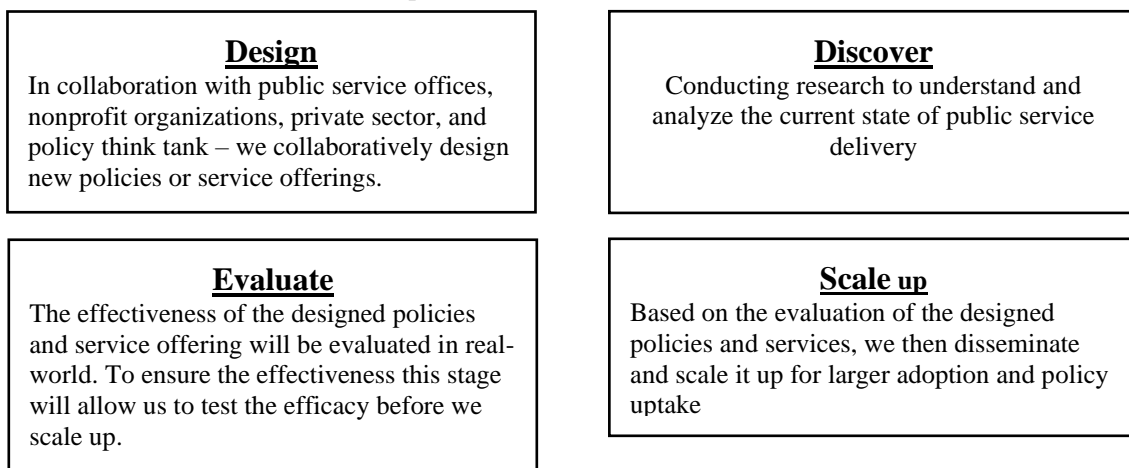 Design
In collaboration with public service offices,
nonprofit organizations, private sector, and
policy think tank – we collaboratively design
new policies or service offerings.
Discover
Conducting research to understand and
analyze the current state of public service
delivery
Evaluate
The effectiveness of the designed policies
and service offering will be evaluated in real-
world. To ensure the effectiveness this stage
will allow us to test the efficacy before we
scale up.
Scale up
Based on the evaluation of the designed
policies and services, we then disseminate
and scale it up for larger adoption and policy
uptake